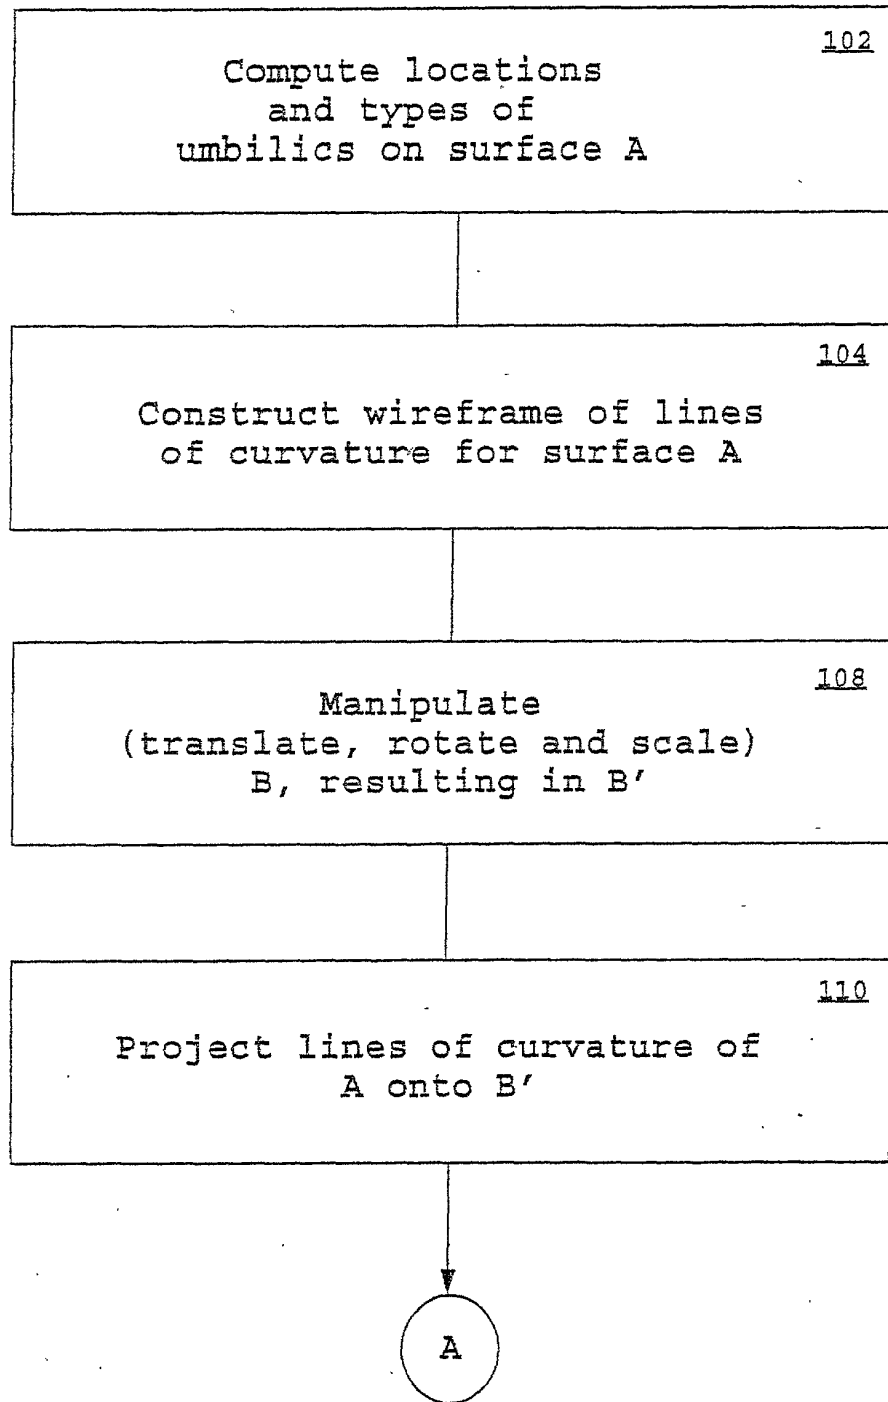 102
Compute locations
and types of
umbilics on surface A
104
Construct wireframe of lines
of curvature for surface A
108
Manipulate
(translate, rotate and scale)
B, resulting in B'
110
Project lines of curvature of
A onto B'
A